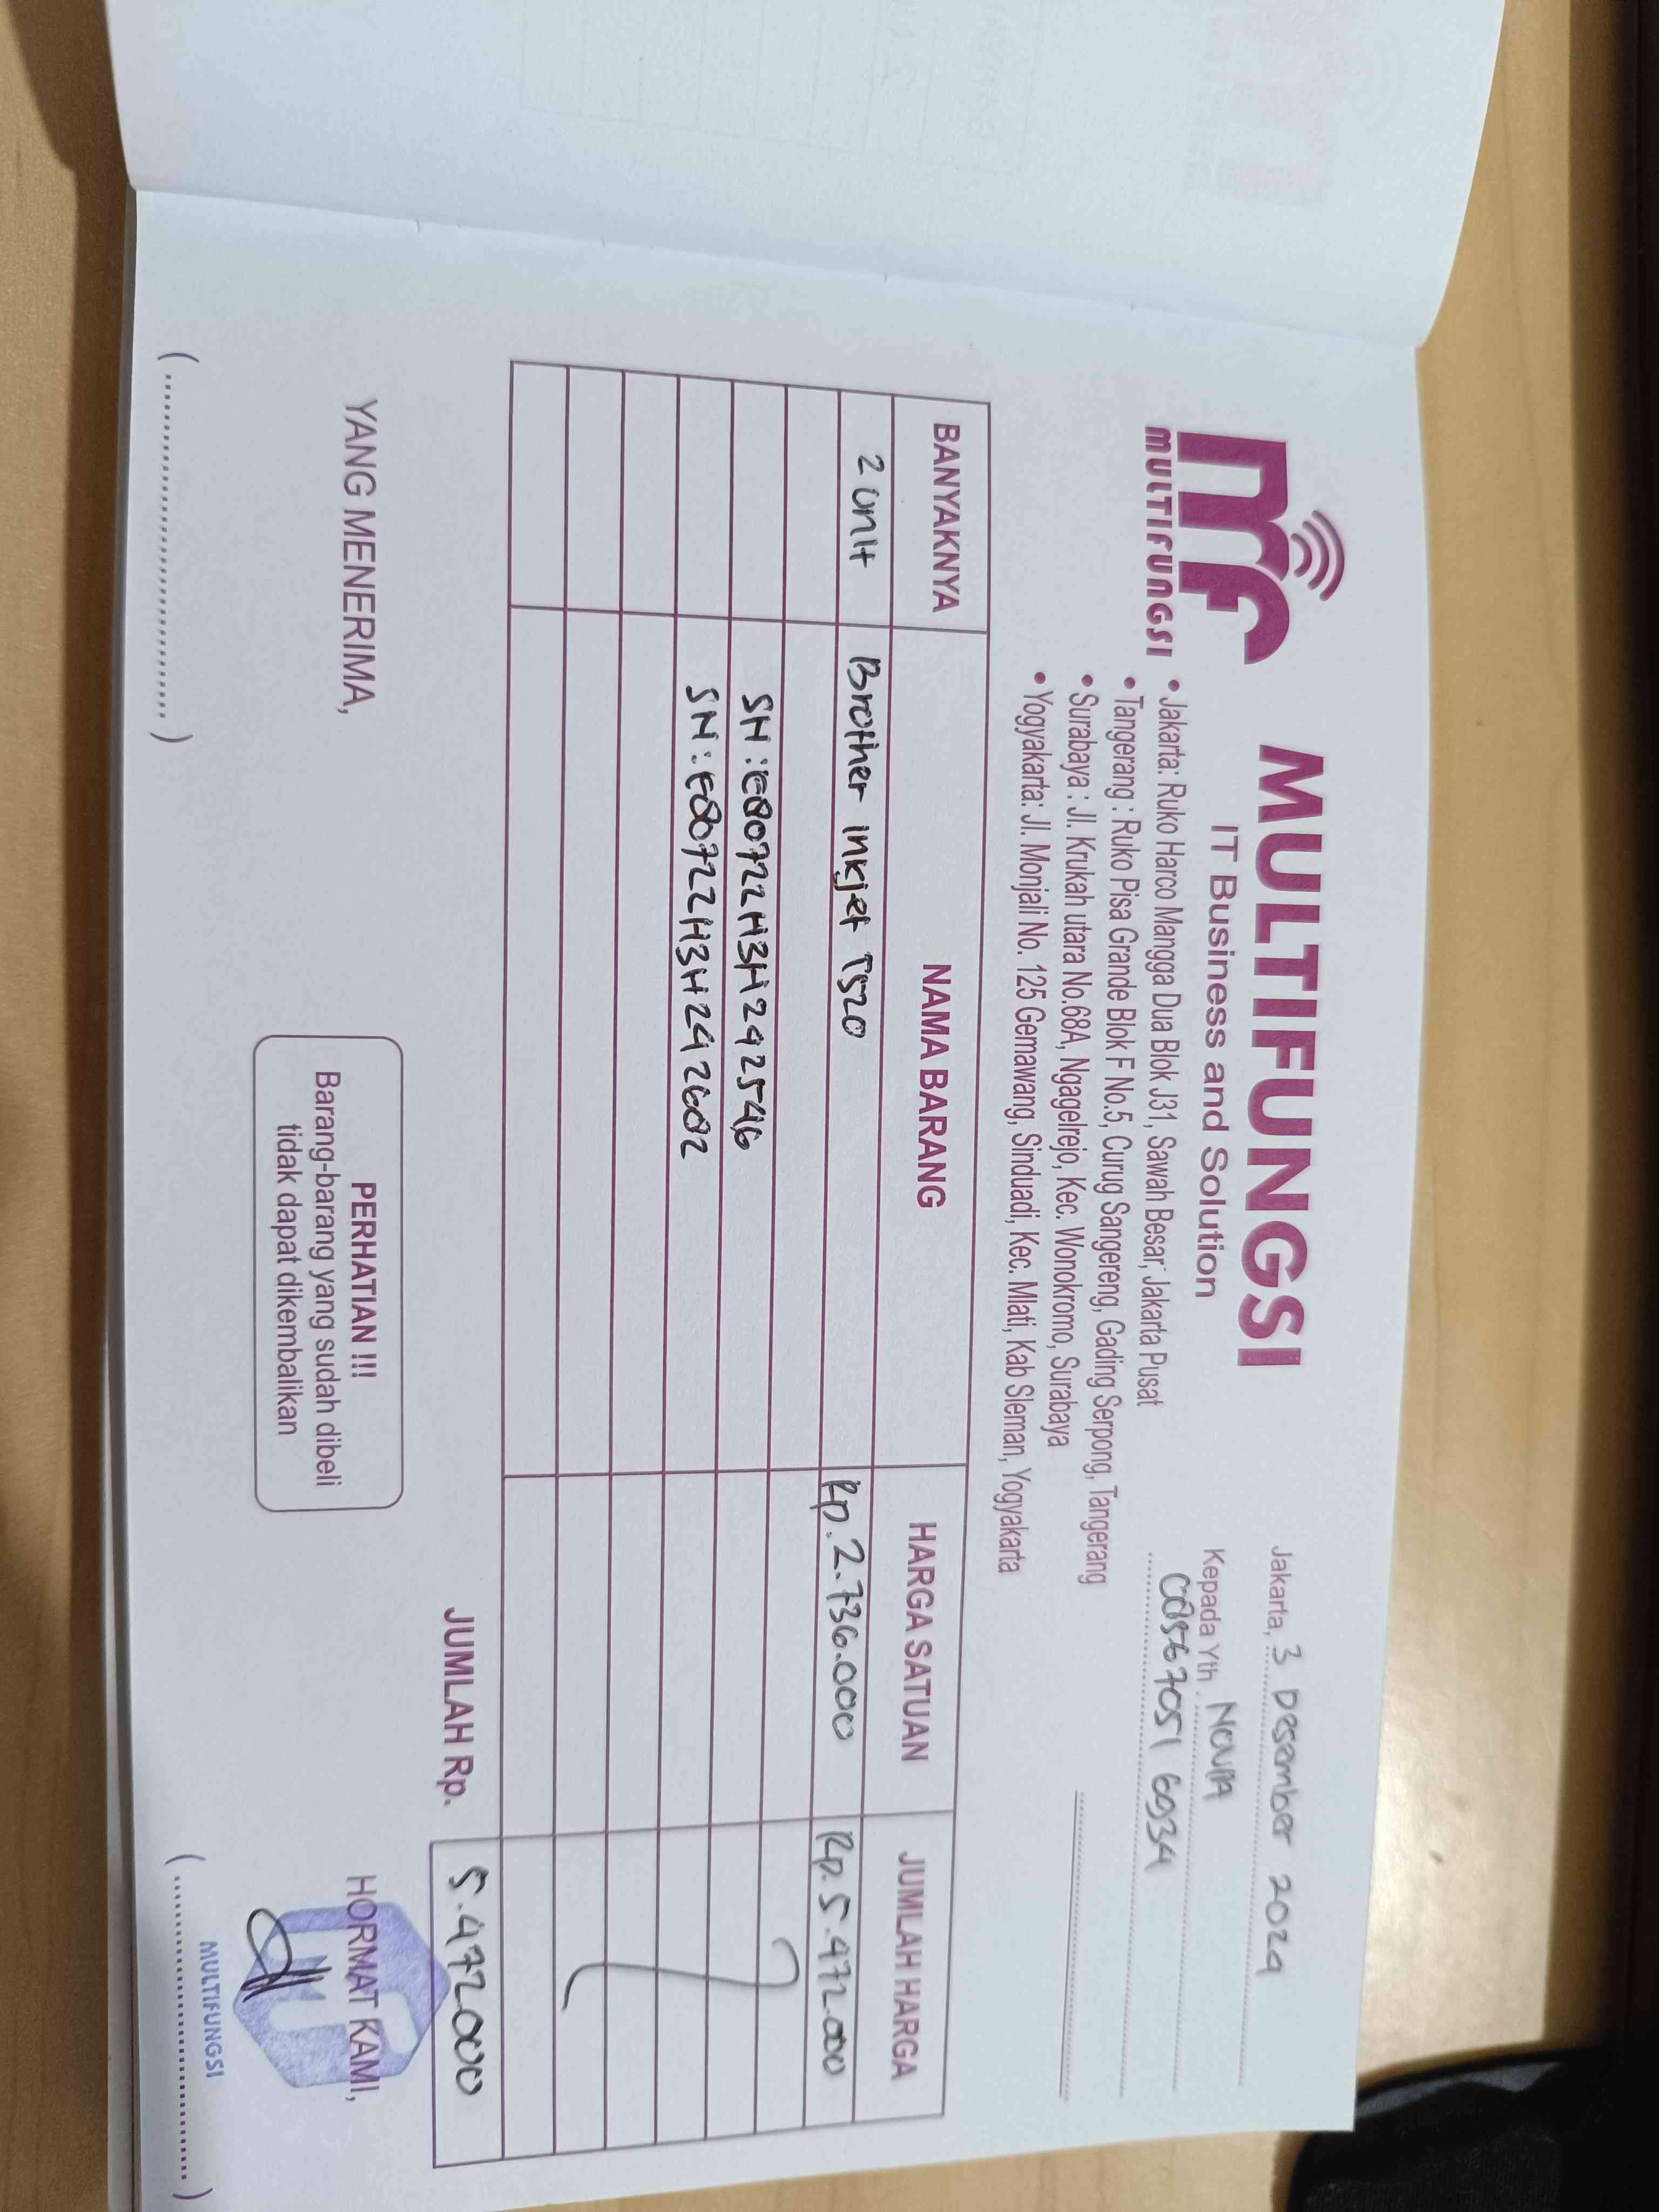 MULTIFUNGSI
MULTIFUNGSI
IT Business and Solution
• Jakarta: Ruko Harco Mangga Dua Blok J31, Sawah Besar, Jakarta Pusat
• Tangerang : Ruko Pisa Grande Blok F No.5, Curug Sangereng, Gading Serpong, Tangerang
• Surabaya : Jl. Krukah utara No.68A, Ngagelrejo, Kec. Wonokromo, Surabaya
• Yogyakarta: Jl. Monjali No. 125 Gemawang, Sinduadi, Kec. Mlati, Kab Sleman, Yogyakarta
Jakarta, 3 Desember 2024
Kepada Yth. Novita
0856 7051 6934
BANYAKNYA NAMA BARANG HARGA SATUAN JUMLAH HARGA
2 Unit Brother Inkjet T520 Rp. 2.736.000 Rp. 5.472.000
SN : E80722H3H242546
SN : E80722H3H242602
JUMLAH Rp. 5.472.000
YANG MENERIMA,
PERHATIAN !!!
Barang-barang yang sudah dibeli
tidak dapat dikembalikan
HORMAT KAMI,
MULTIFUNGSI